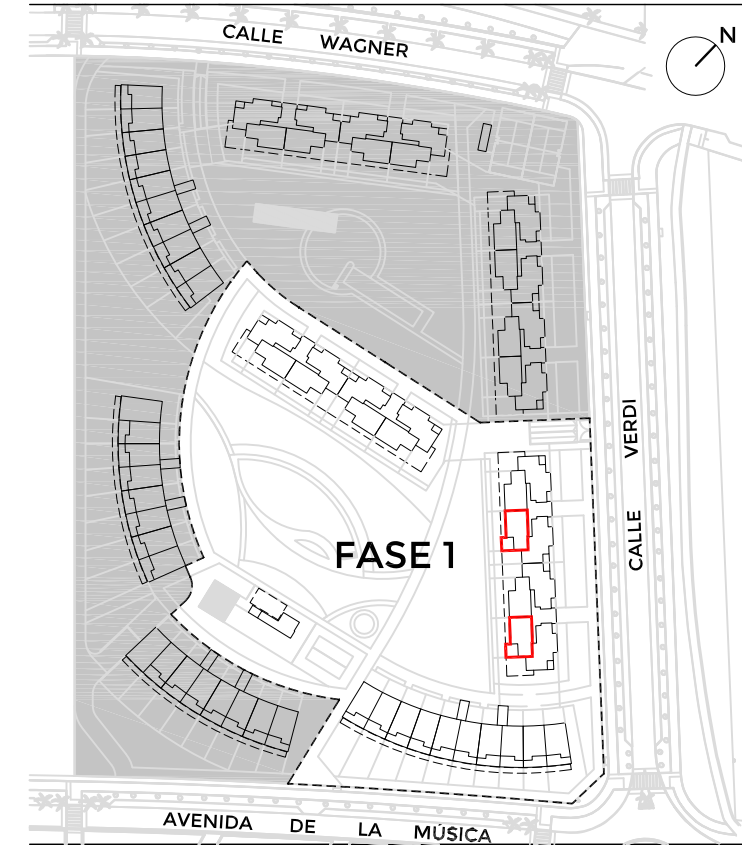 CALLE WAGNER
N
CALLE VERDI
FASE 1
AVENIDA DE LA MÚSICA